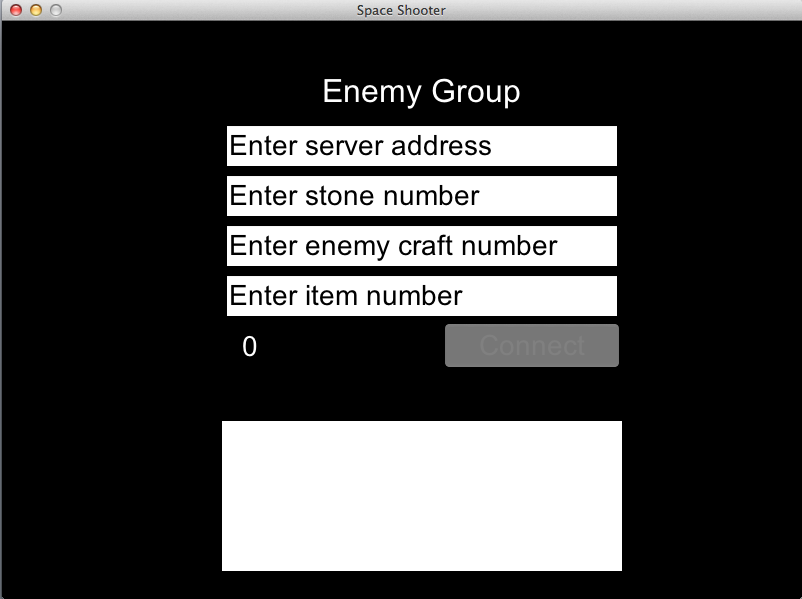 Space Shooter
Enemy Group
Enter server address
Enter stone number
Enter enemy craft number
Enter item number
0 Connect